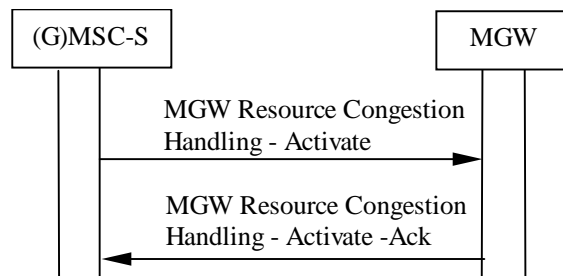 (G)MSC-S
MGW
MGW Resource Congestion
Handling - Activate
MGW Resource Congestion
Handling - Activate -Ack